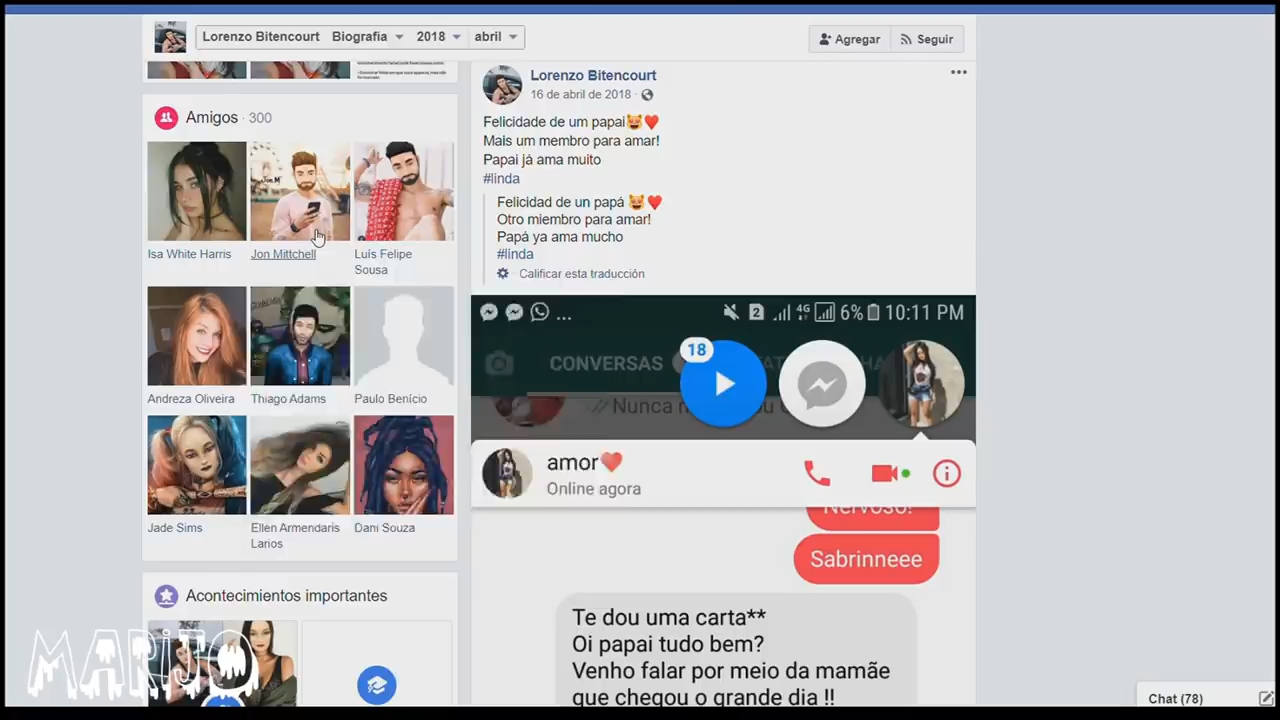 Lorenzo Bitencourt Biografia 2018 abril
Agregar
Seguir
Amigos · 300
Isa White Harris
Jon Mittchell
Luís Felipe
Sousa
Andreza Oliveira
Thiago Adams
Paulo Benício
Jade Sims
Ellen Armendaris
Larios
Dani Souza
Acontecimientos importantes
MARiJO
Lorenzo Bitencourt
16 de abril de 2018 ·
Felicidade de um papai😻❤️
Mais um membro para amar!
Papai já ama muito
#linda
Felicidad de un papá 😻❤️
Otro miembro para amar!
Papá ya ama mucho
#linda
Calificar esta traducción
... 2 4G 6% 10:11 PM
CONVERSAS
18
amor❤️
Online agora
Nervoso!
Sabrinneee
Te dou uma carta**
Oi papai tudo bem?
Venho falar por meio da mamãe
que chegou o grande dia !!
Chat (78)